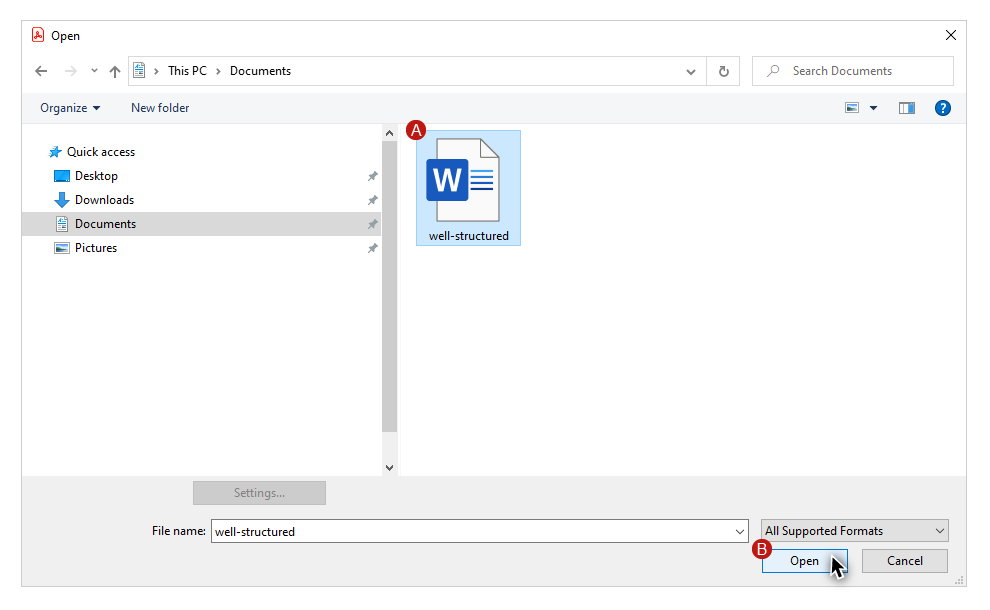 Open
This PC > Documents
Search Documents
Organize
New folder
?
Quick access
Desktop
Downloads
Documents
Pictures
A
W
well-structured
Settings...
File name: well-structured
All Supported Formats
B
Open
Cancel